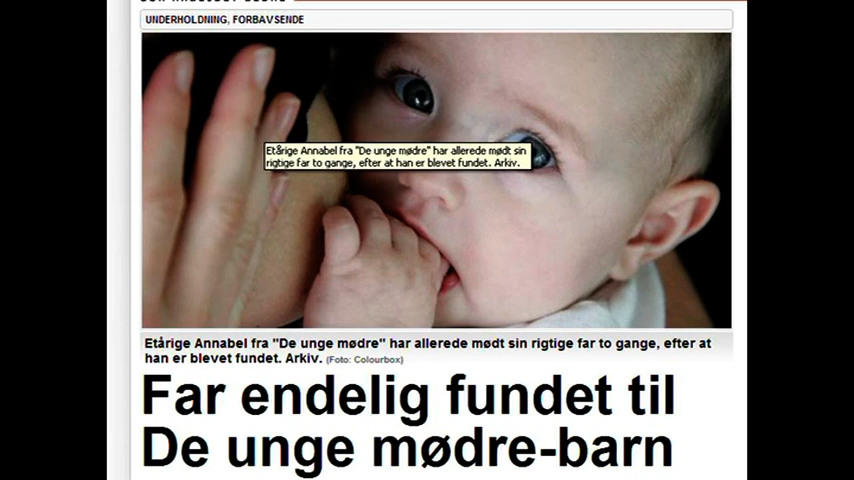 UNDERHOLDNING, FORBAVSENDE
Etårige Annabel fra "De unge mødre" har allerede mødt sin
rigtige far to gange, efter at han er blevet fundet. Arkiv.
Etårige Annabel fra "De unge mødre" har allerede mødt sin rigtige far to gange, efter at
han er blevet fundet. Arkiv. (Foto: Colourbox)
Far endelig fundet til
De unge mødre-barn